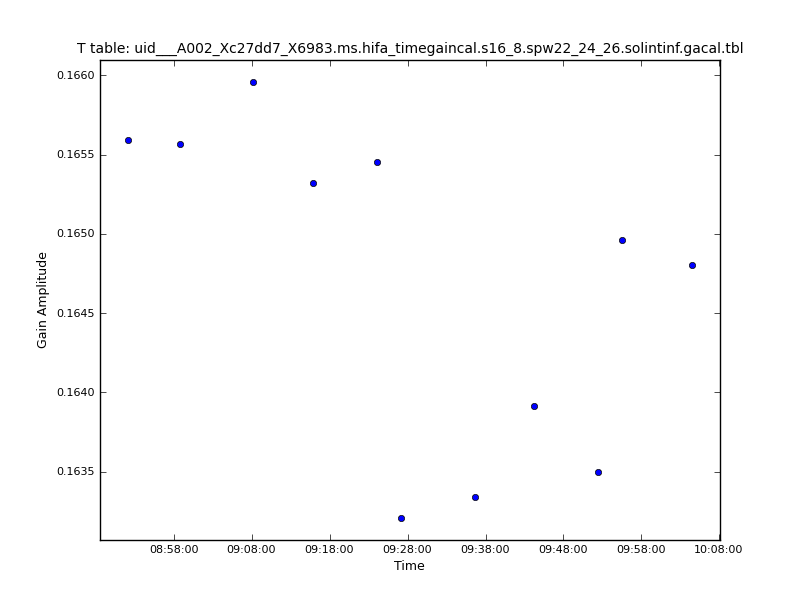 T table: uid___A002_Xc27dd7_X6983.ms.hifa_timegaincal.s16_8.spw22_24_26.solintinf.gacal.tbl
0.1660
0.1655
0.1650
0.1645
0.1640
0.1635
Gain Amplitude
08:58:00 09:08:00 09:18:00 09:28:00 09:38:00 09:48:00 09:58:00 10:08:00
Time